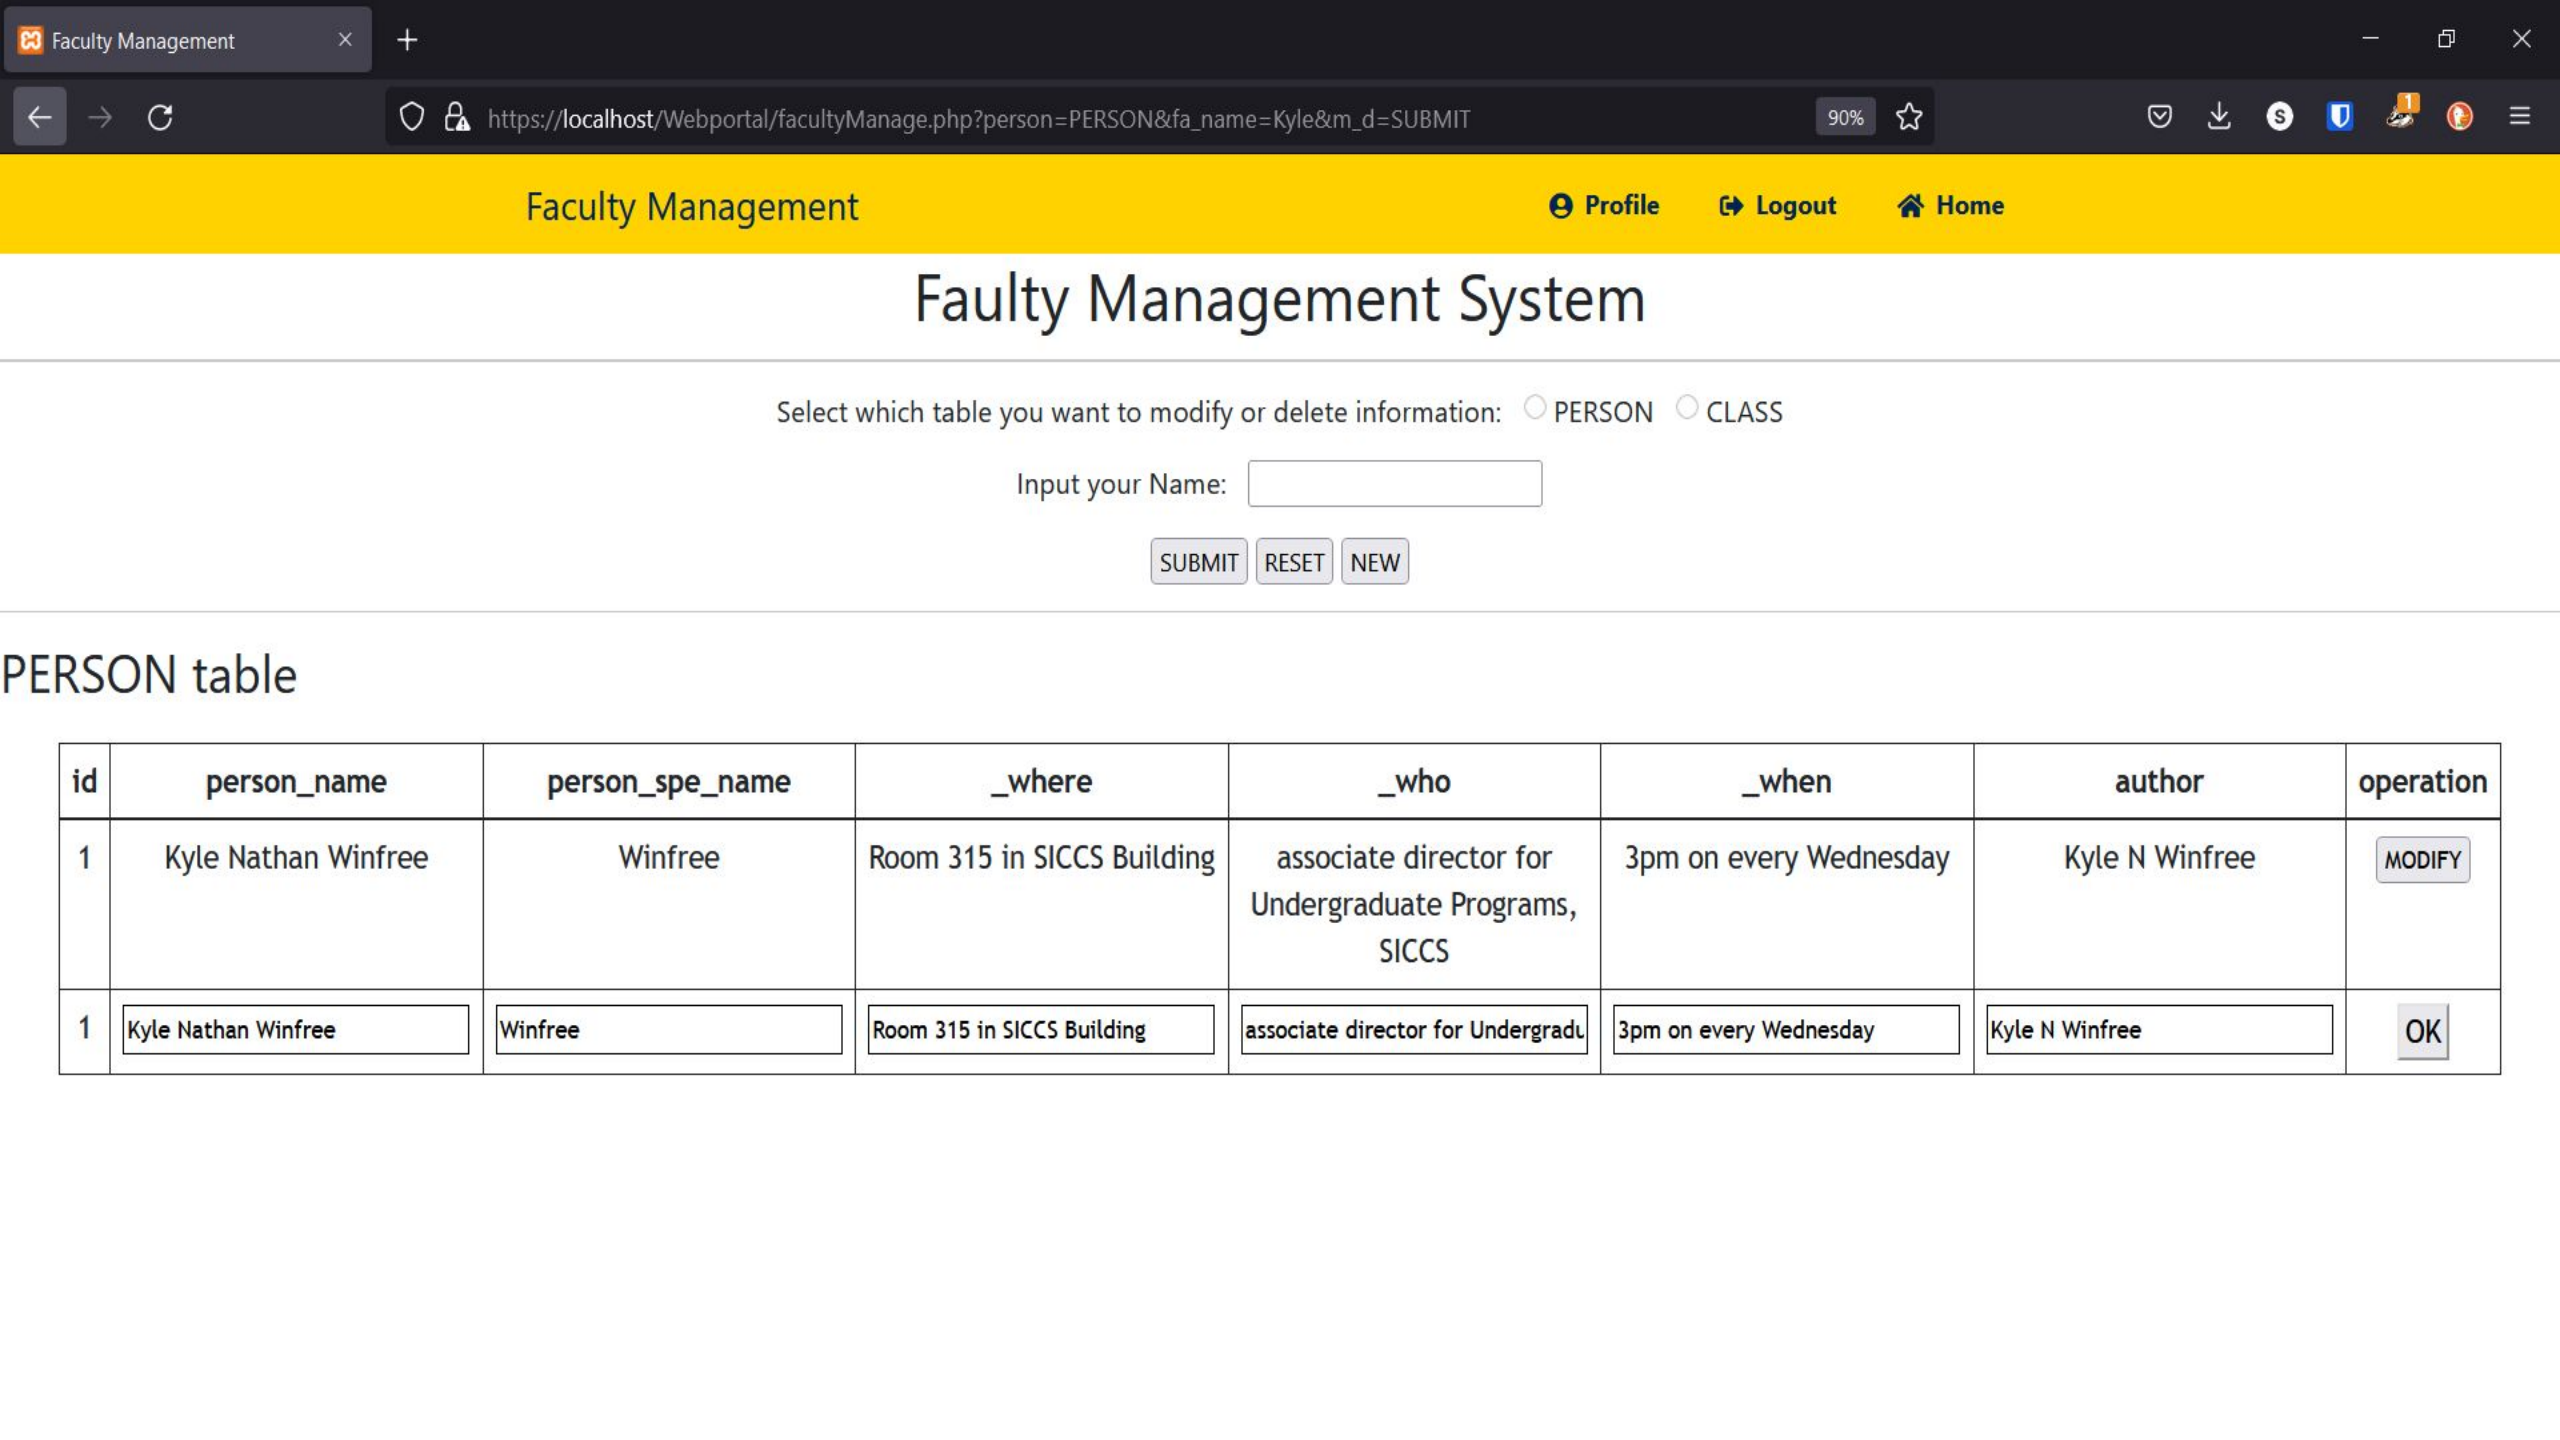 Faculty Management
https://localhost/Webportal/facultyManage.php?person=PERSON&fa_name=Kyle&m_d=SUBMIT
90%
S
1
Faculty Management
Profile
Logout
Home
Faulty Management System
Select which table you want to modify or delete information: PERSON CLASS
Input your Name:
SUBMIT RESET NEW
PERSON table
id person_name person_spe_name _where _who _when author operation
1 Kyle Nathan Winfree Winfree Room 315 in SICCS Building associate director for 3pm on every Wednesday Kyle N Winfree MODIFY
Undergraduate Programs,
SICCS
1 Kyle Nathan Winfree Winfree Room 315 in SICCS Building associate director for Undergradu 3pm on every Wednesday Kyle N Winfree OK